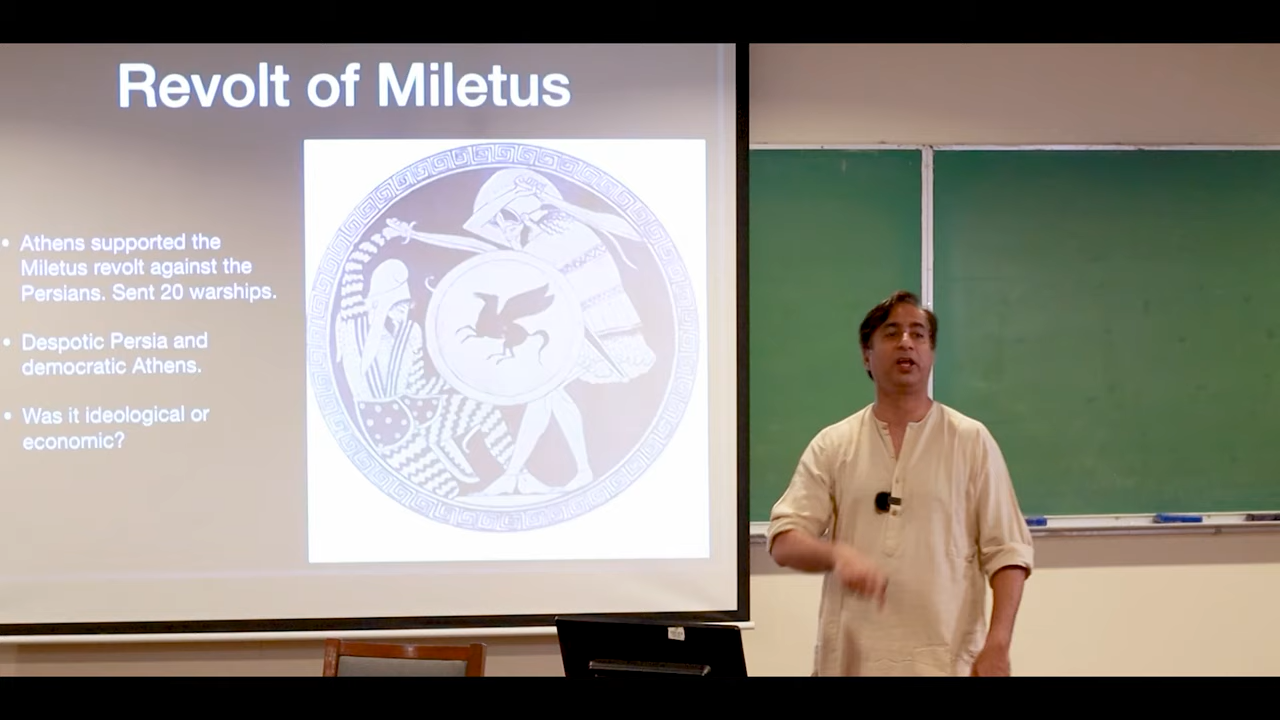 Revolt of Miletus
• Athens supported the
Miletus revolt against the
Persians. Sent 20 warships.
• Despotic Persia and
democratic Athens.
• Was it ideological or
economic?